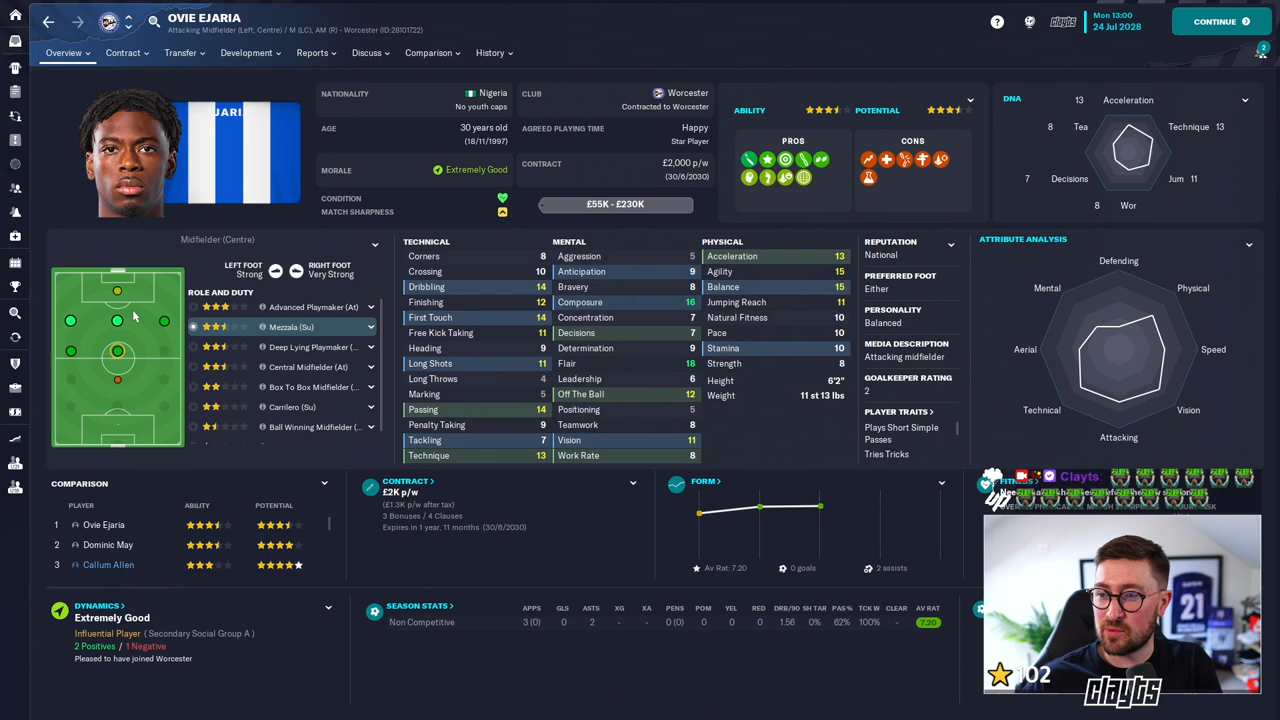 OVIE EJARIA
Attacking Midfielder (Left, Centre) / M (LC), AM (R) - Worcester (ID:28101722)
clayts
Mon 13:00
24 Jul 2028
CONTINUE
Overview
Contract
Transfer
Development
Reports
Discuss
Comparison
History
2
JARI
NATIONALITY
Nigeria
No youth caps
AGE
30 years old
(18/11/1997)
MORALE
Extremely Good
CONDITION
MATCH SHARPNESS
CLUB
Worcester
Contracted to Worcester
AGREED PLAYING TIME
Happy
Star Player
CONTRACT
£2,000 p/w
(30/6/2030)
£55K - £230K
ABILITY
POTENTIAL
PROS
CONS
DNA
13 Acceleration
8 Tea
Technique 13
7 Decisions
Jum 11
8 Wor
Midfielder (Centre)
LEFT FOOT
Strong
RIGHT FOOT
Very Strong
ROLE AND DUTY
Advanced Playmaker (At)
Mezzala (Su)
Deep Lying Playmaker (...
Central Midfielder (At)
Box To Box Midfielder (...
Carrilero (Su)
Ball Winning Midfielder (...
TECHNICAL
Corners 8
Crossing 10
Dribbling 14
Finishing 12
First Touch 14
Free Kick Taking 11
Heading 9
Long Shots 11
Long Throws 4
Marking 5
Passing 14
Penalty Taking 9
Tackling 7
Technique 13
MENTAL
Aggression 5
Anticipation 9
Bravery 8
Composure 16
Concentration 7
Decisions 7
Determination 9
Flair 18
Leadership 6
Off The Ball 12
Positioning 5
Teamwork 8
Vision 11
Work Rate 8
PHYSICAL
Acceleration 13
Agility 15
Balance 15
Jumping Reach 11
Natural Fitness 10
Pace 10
Stamina 10
Strength 8
Height 6'2"
Weight 11 st 13 lbs
REPUTATION
National
PREFERRED FOOT
Either
PERSONALITY
Balanced
MEDIA DESCRIPTION
Attacking midfielder
GOALKEEPER RATING
2
PLAYER TRAITS >
Plays Short Simple
Passes
Tries Tricks
ATTRIBUTE ANALYSIS
Defending
Mental
Physical
Aerial
Speed
Technical
Vision
Attacking
COMPARISON
PLAYER
ABILITY
POTENTIAL
1 Ovie Ejaria
2 Dominic May
3 Callum Allen
CONTRACT >
£2K p/w
(£1.3K p/w after tax)
3 Bonuses / 4 Clauses
Expires in 1 year, 11 months (30/6/2030)
FORM >
Av Rat: 7.20
0 goals
2 assists
Clayts:
UP
DYNAMICS >
Extremely Good
Influential Player (Secondary Social Group A)
2 Positives / 1 Negative
Pleased to have joined Worcester
SEASON STATS >
APPS GLS ASTS XG XA PENS POM YEL RED DRB/90 SH TAR PAS% TCK W CLEAR AV RAT
Non Competitive 3 (0) 0 2 - - 0 (0) 0 0 0 1.56 0% 62% 100% - 7.20
21
102
clayts